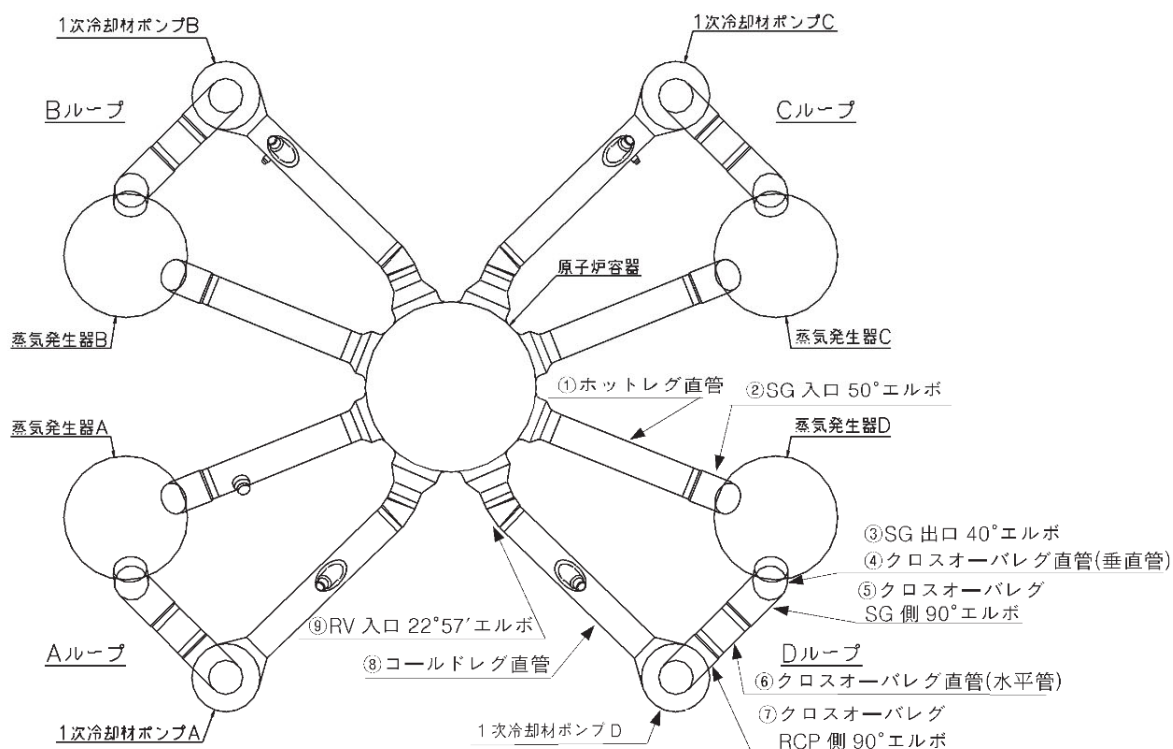 1次冷却材ポンプB
1次冷却材ポンプC
Bループ
Cループ
原子炉容器
蒸気発生器B
蒸気発生器C
①ホットレグ直管
②SG 入口 50°エルボ
蒸気発生器A
蒸気発生器D
③SG 出口 40°エルボ
④クロスオーバレグ直管(垂直管)
⑤クロスオーバレグ
SG 側 90°エルボ
⑨RV 入口 22°57′エルボ
Aループ
⑧コールドレグ直管
Dループ
⑥クロスオーバレグ直管(水平管)
⑦クロスオーバレグ
RCP 側 90°エルボ
1次冷却材ポンプA
1次冷却材ポンプ D